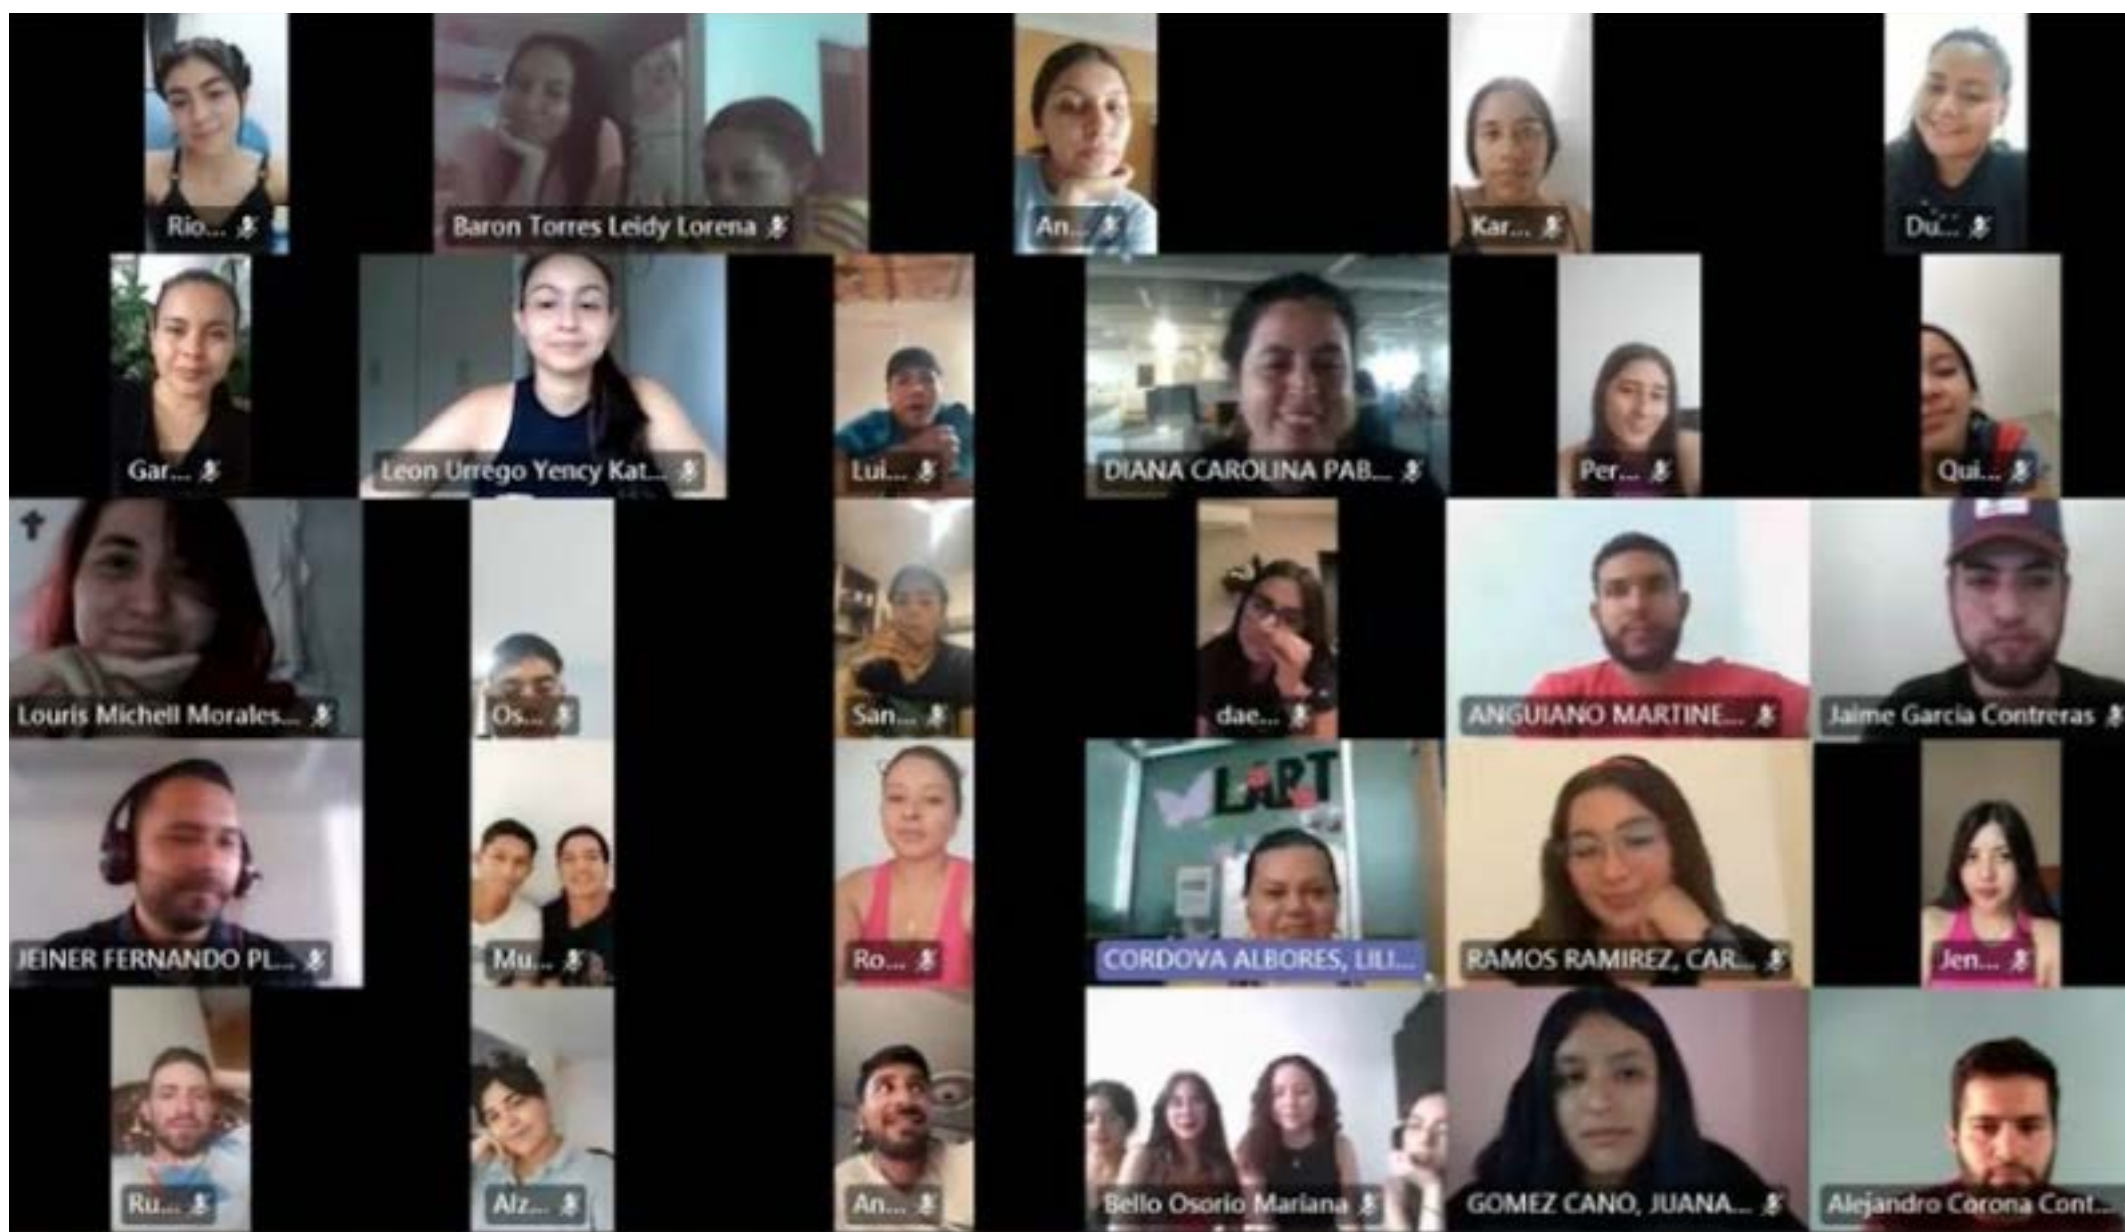 Rio...
Baron Torres Leidy Lorena
An...
Kar...
Du...
Gar...
Leon Urrego Yency Kat...
Lui...
DIANA CAROLINA PAB...
Per...
Qui...
Louris Michell Morales...
Os...
San...
dae...
ANGUIANO MARTINE...
Jaime Garcia Contreras
JEINER FERNANDO PL...
Mu...
Ro...
LART
CORDOVA ALBORES, LILI...
RAMOS RAMIREZ, CAR...
Jen...
Ru...
Alz...
An...
Bello Osorio Mariana
GOMEZ CANO, JUANA...
Alejandro Corona Cont...